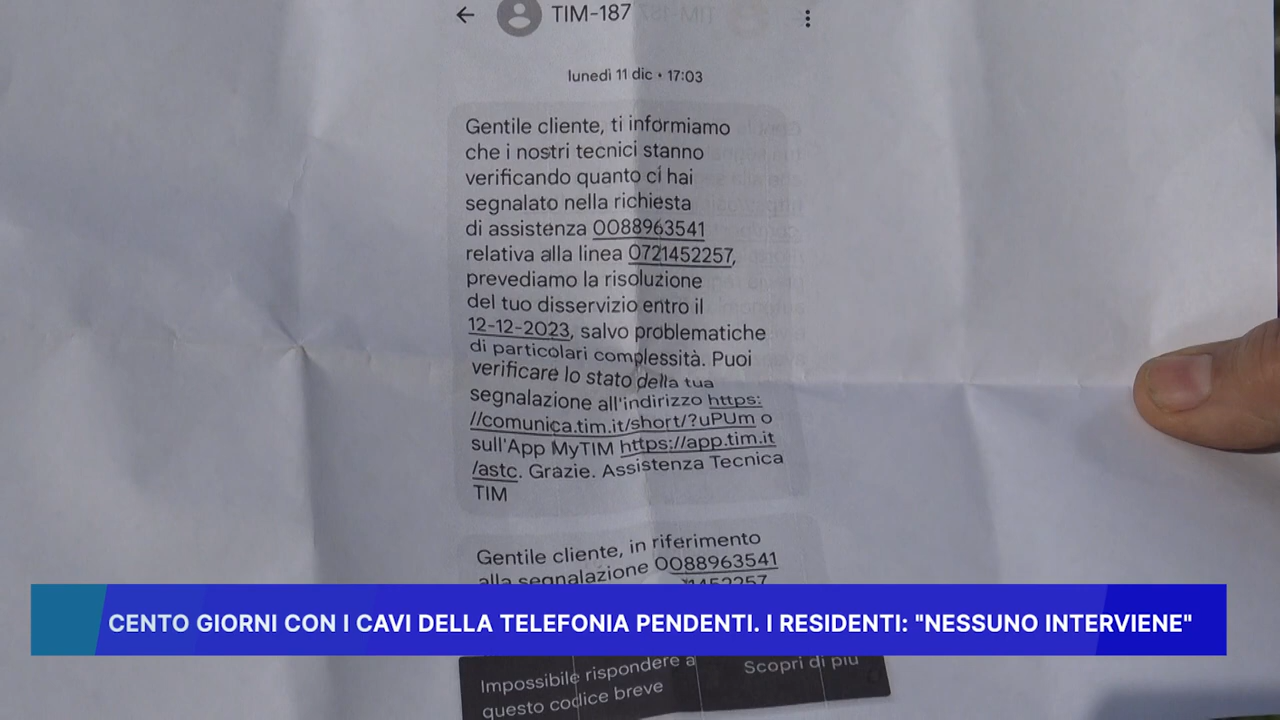 TIM-187
lunedì 11 dic • 17:03
Gentile cliente, ti informiamo
che i nostri tecnici stanno
verificando quanto ci hai
segnalato nella richiesta
di assistenza 0088963541
relativa alla linea 0721452257,
prevediamo la risoluzione
del tuo disservizio entro il
12-12-2023, salvo problematiche
di particolari complessità. Puoi
verificare lo stato della tua
segnalazione all'indirizzo https:
//comunica.tim.it/short/?uPUm o
sull'App MyTIM https://app.tim.it
/astc. Grazie. Assistenza Tecnica
TIM
Gentile cliente, in riferimento
alla segnalazione 0088963541
CENTO GIORNI CON I CAVI DELLA TELEFONIA PENDENTI. I RESIDENTI: "NESSUNO INTERVIENE"
Impossibile rispondere a
questo codice breve
Scopri di più